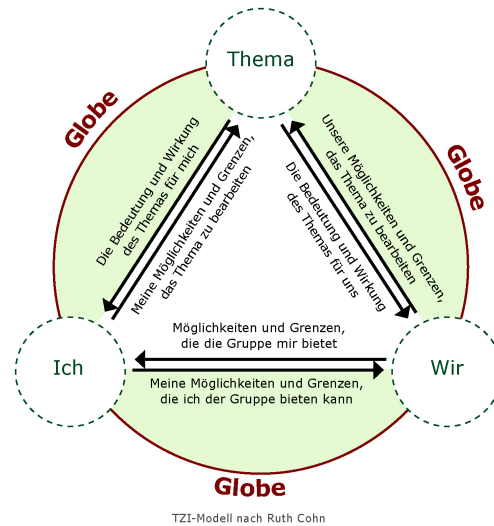 Thema
Globe
Globe
Die Bedeutung und Wirkung
des Themas für mich
Meine Möglichkeiten und Grenzen,
das Thema zu bearbeiten
Unsere Möglichkeiten und Grenzen,
das Thema zu bearbeiten
Die Bedeutung und Wirkung
des Themas für uns
Ich
Möglichkeiten und Grenzen,
die die Gruppe mir bietet
Meine Möglichkeiten und Grenzen,
die ich der Gruppe bieten kann
Wir
Globe
TZI-Modell nach Ruth Cohn